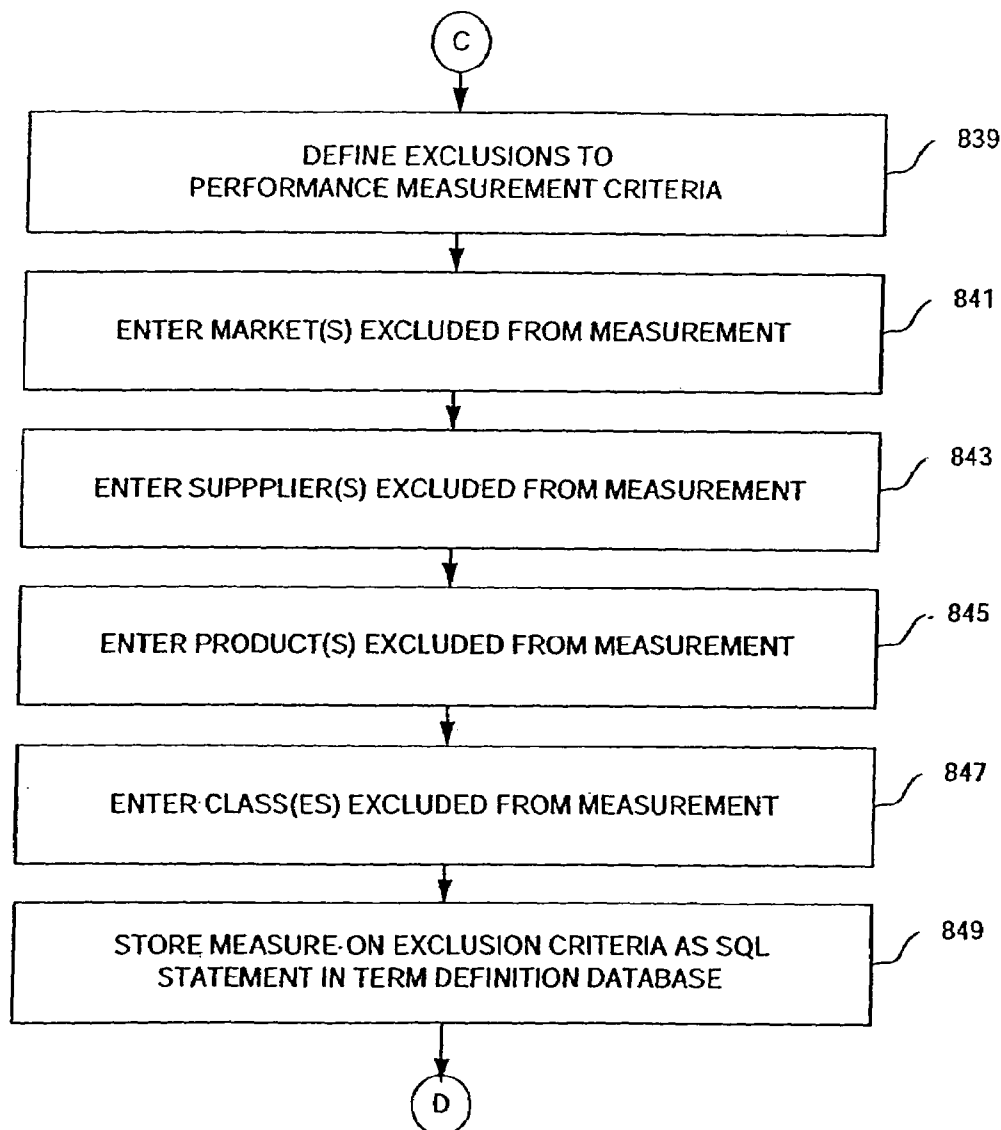 C
DEFINE EXCLUSIONS TO
PERFORMANCE MEASUREMENT CRITERIA
839
ENTER MARKET(S) EXCLUDED FROM MEASUREMENT
841
ENTER SUPPPLIER(S) EXCLUDED FROM MEASUREMENT
843
ENTER PRODUCT(S) EXCLUDED FROM MEASUREMENT
845
ENTER CLASS(ES) EXCLUDED FROM MEASUREMENT
847
STORE MEASURE-ON EXCLUSION CRITERIA AS SQL
STATEMENT IN TERM DEFINITION DATABASE
849
D